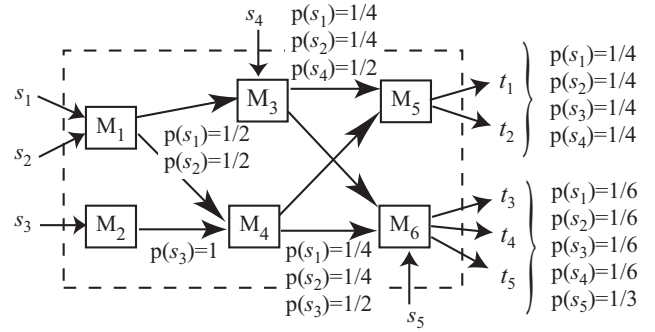 s4
p(s1)=1/4
p(s2)=1/4
p(s4)=1/2
s1
s2
s3
M1
M2
M3
M4
M5
M6
p(s1)=1/2
p(s2)=1/2
p(s3)=1
p(s1)=1/4
p(s2)=1/4
p(s3)=1/2
s5
t1
t2
p(s1)=1/4
p(s2)=1/4
p(s3)=1/4
p(s4)=1/4
t3
t4
t5
p(s1)=1/6
p(s2)=1/6
p(s3)=1/6
p(s4)=1/6
p(s5)=1/3